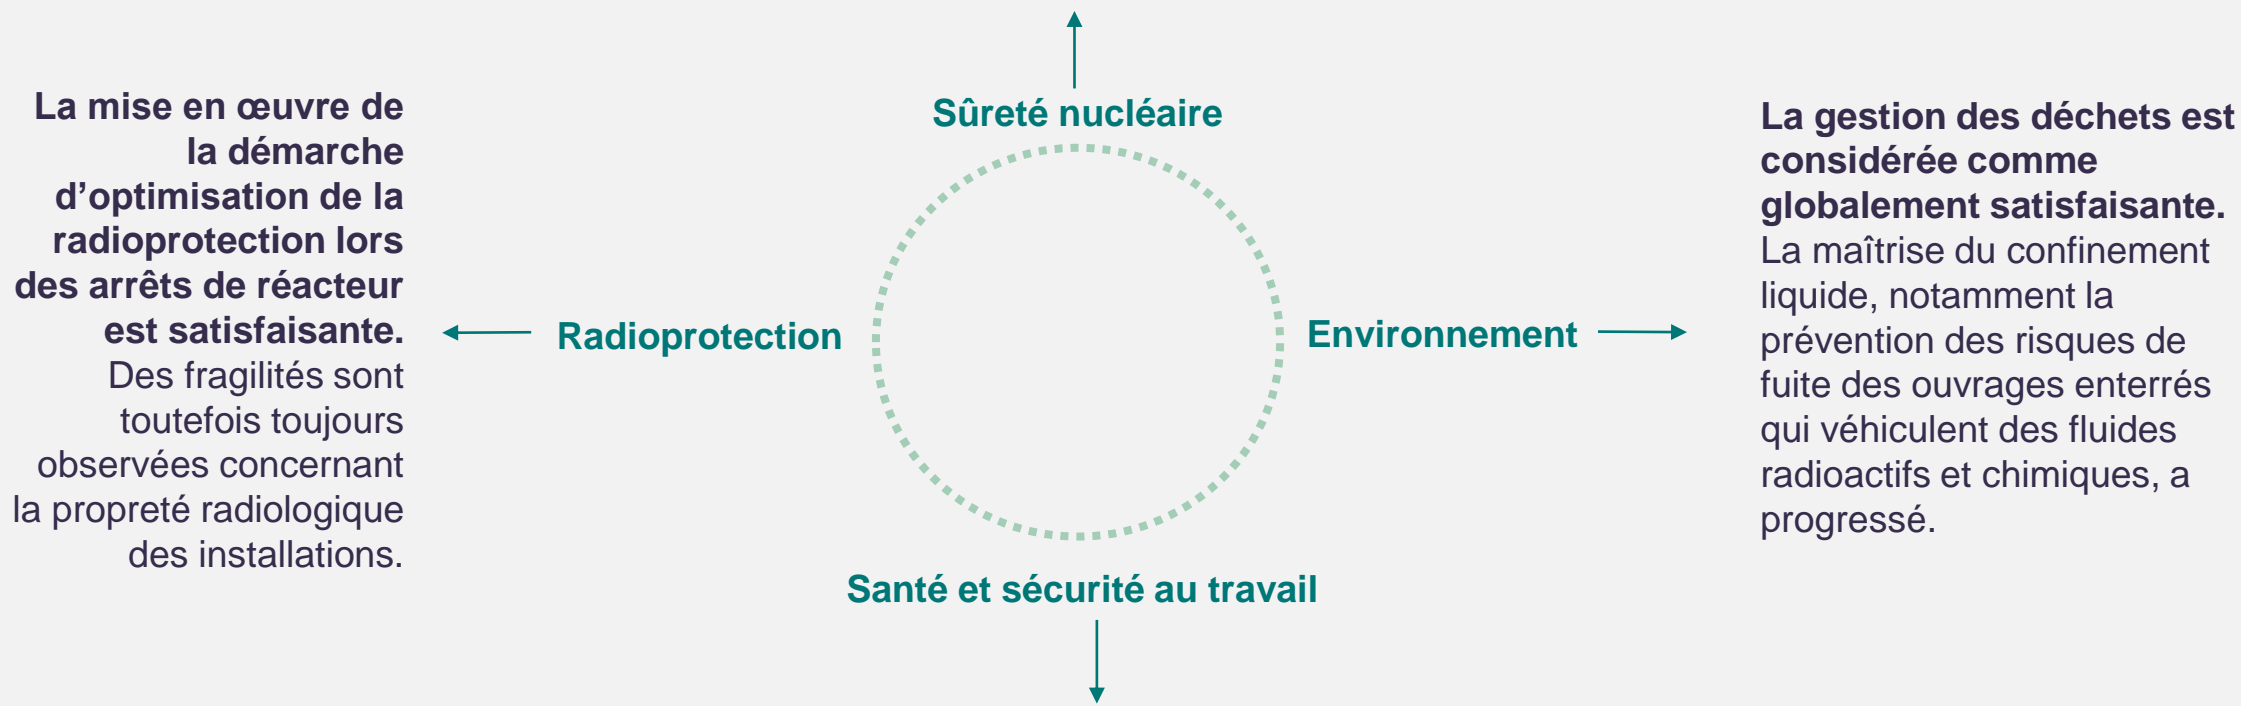 Sûreté nucléaire
La mise en œuvre de
la démarche
d’optimisation de la
radioprotection lors
des arrêts de réacteur
est satisfaisante.
Des fragilités sont
toutefois toujours
observées concernant
la propreté radiologique
des installations.
Radioprotection
Environnement
La gestion des déchets est
considérée comme
globalement satisfaisante.
La maîtrise du confinement
liquide, notamment la
prévention des risques de
fuite des ouvrages enterrés
qui véhiculent des fluides
radioactifs et chimiques, a
progressé.
Santé et sécurité au travail